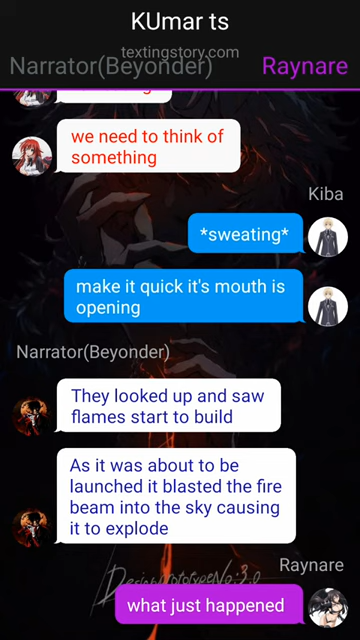 KUmar ts
textingstory.com
Narrator(Beyonder)
Raynare
we need to think of
something
Kiba
*sweating*
make it quick it's mouth is
opening
Narrator(Beyonder)
They looked up and saw
flames start to build
As it was about to be
launched it blasted the fire
beam into the sky causing
it to explode
Raynare
what just happened